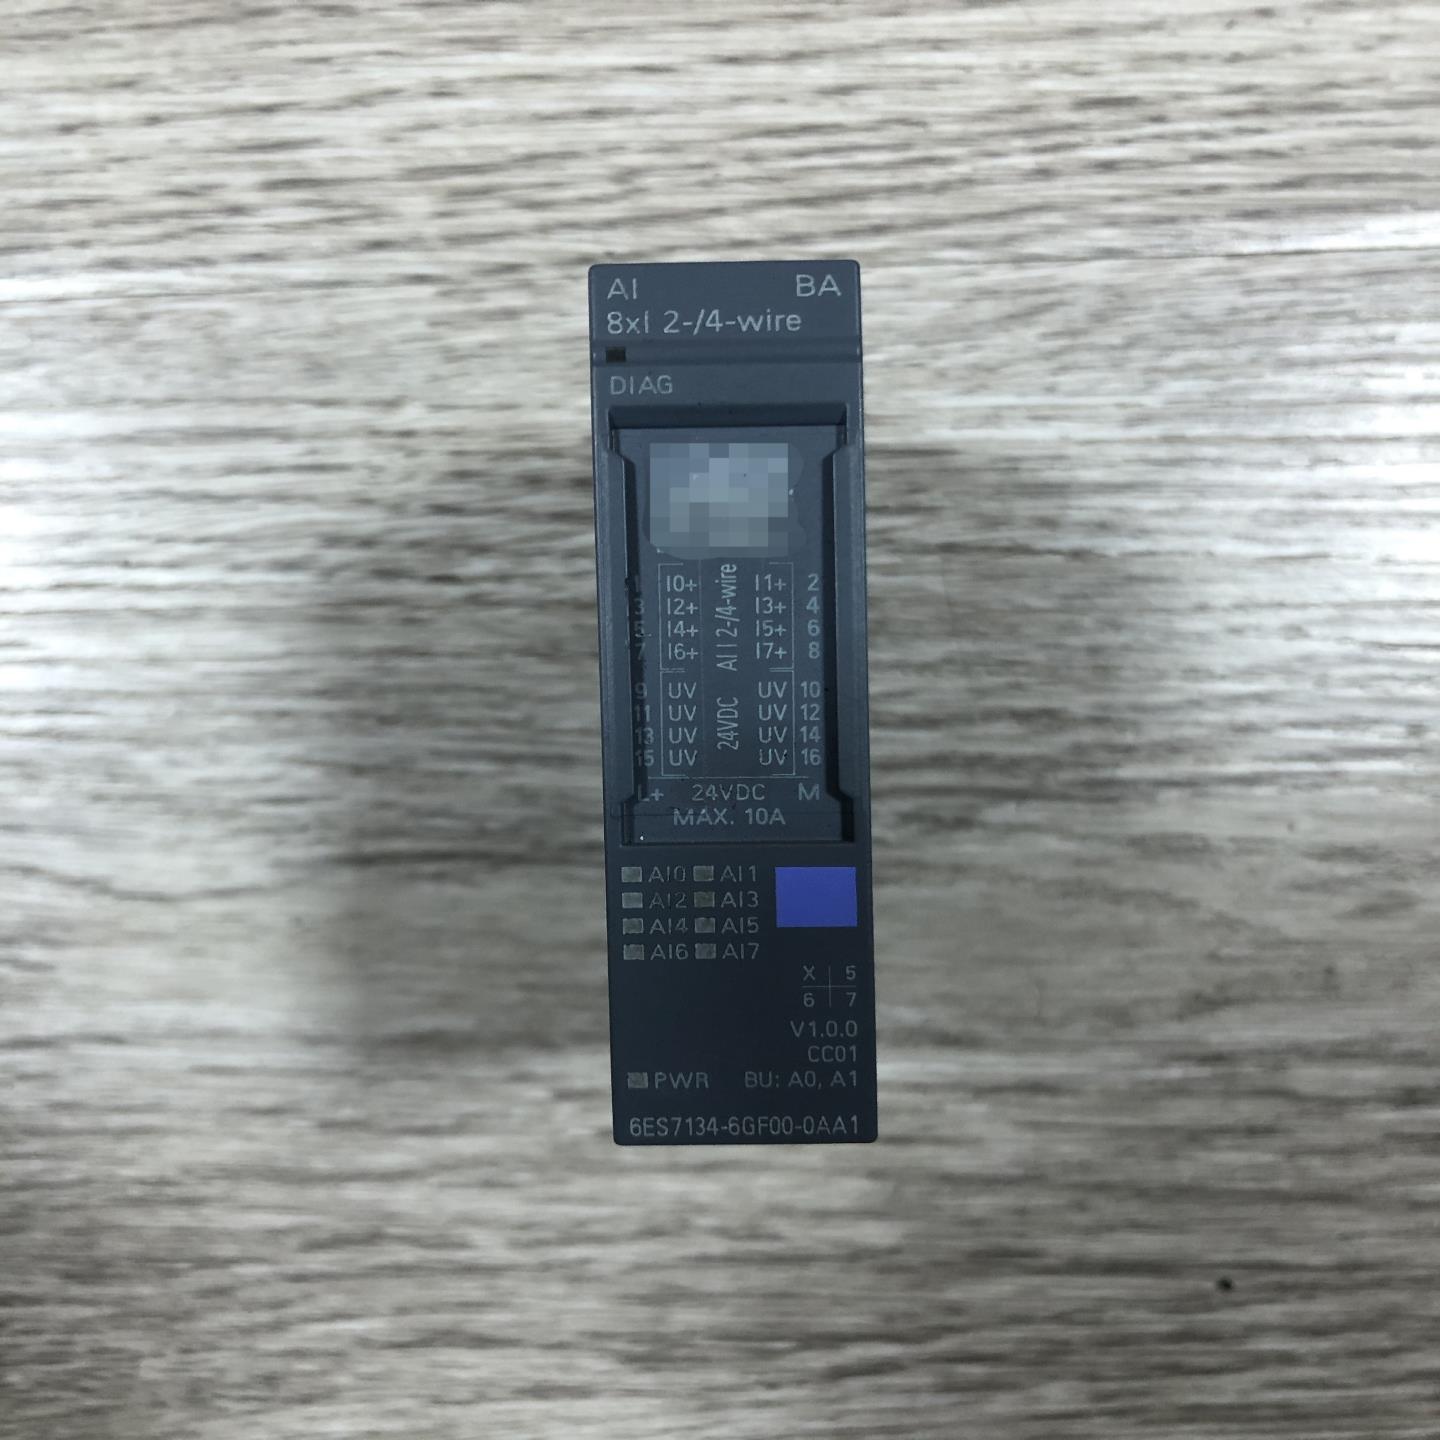 AI BA
8xI 2-/4-wire
DIAG
1 I0+ I1+ 2
3 I2+ I3+ 4
5 I4+ I5+ 6
7 I6+ I7+ 8
AI I 2-/4-wire
9 UV UV 10
11 UV UV 12
13 UV UV 14
15 UV UV 16
24VDC
L+ 24VDC M
MAX. 10A
AI0 AI1
AI2 AI3
AI4 AI5
AI6 AI7
X 5
6 7
V1.0.0
CC01
PWR BU: A0, A1
6ES7134-6GF00-0AA1